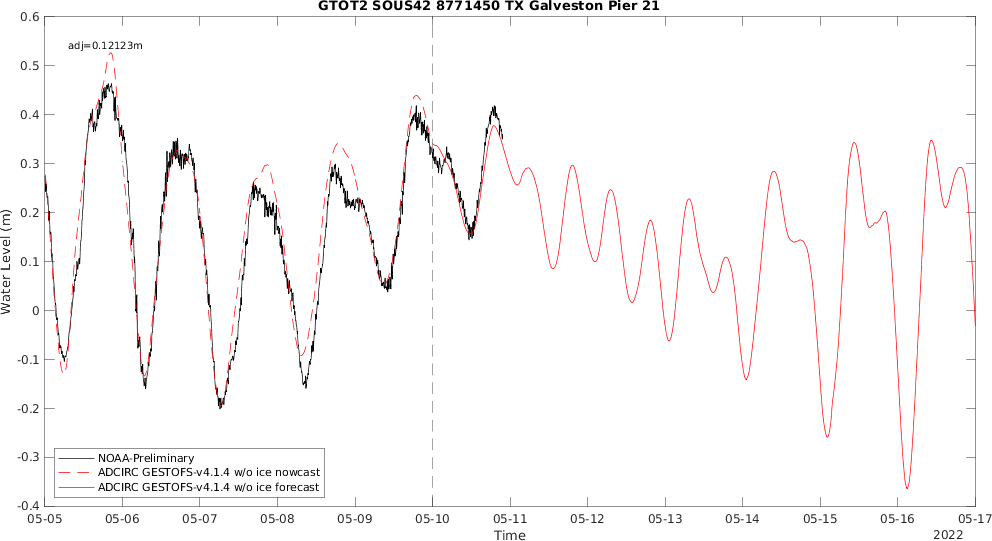 GTOT2 SOUS42 8771450 TX Galveston Pier 21
adj=0.12123m
0.6
0.5
0.4
0.3
0.2
0.1
0
-0.1
-0.2
-0.3
-0.4
Water Level (m)
NOAA-Preliminary
ADCIRC GESTOFS-v4.1.4 w/o ice nowcast
ADCIRC GESTOFS-v4.1.4 w/o ice forecast
05-05 05-06 05-07 05-08 05-09 05-10 05-11 05-12 05-13 05-14 05-15 05-16 05-17
Time
2022